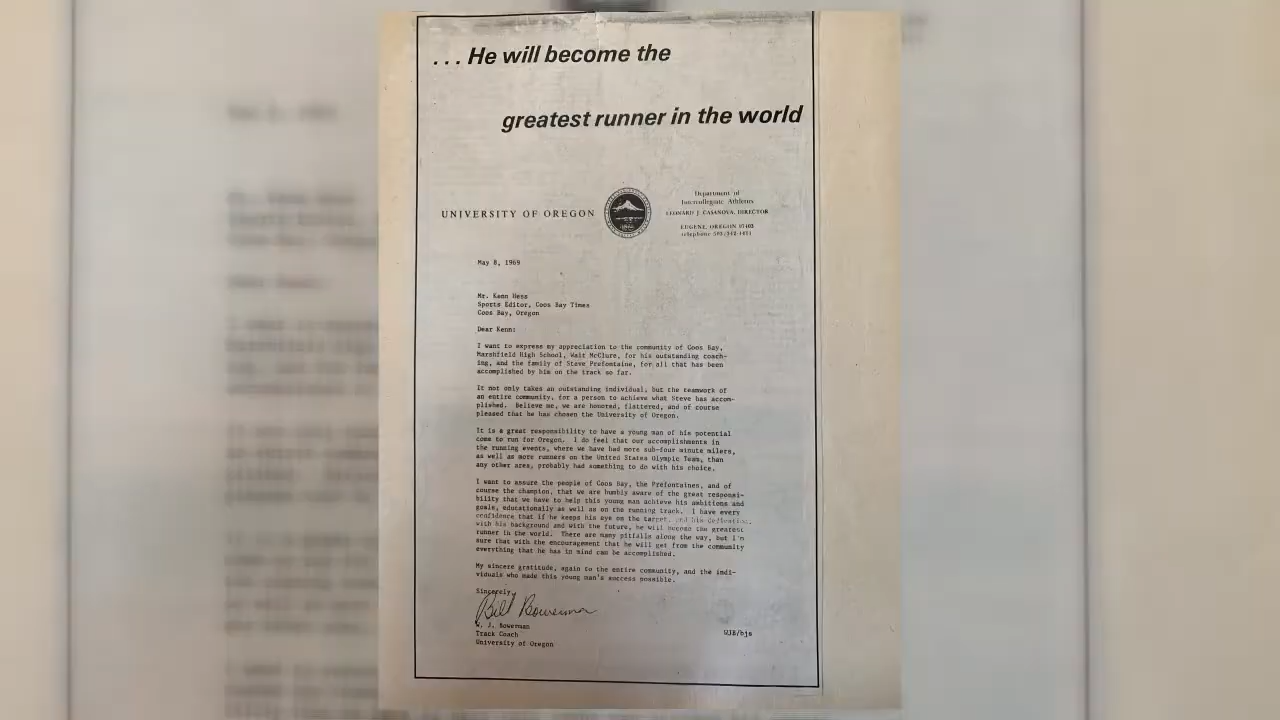 . . . He will become the
greatest runner in the world
UNIVERSITY OF OREGON
Department of
Intercollegiate Athletics
LEONARD J. CASANOVA, DIRECTOR
EUGENE, OREGON 97403
telephone 503/342-1411
May 8, 1969
Mr. Kenn Hess
Sports Editor, Coos Bay Times
Coos Bay, Oregon
Dear Kenn:
I want to express my appreciation to the community of Coos Bay,
Marshfield High School, Walt McClure, for his outstanding coach-
ing, and the family of Steve Prefontaine, for all that has been
accomplished by him on the track so far.
It not only takes an outstanding individual, but the teamwork of
an entire community, for a person to achieve what Steve has accom-
plished. Believe me, we are honored, flattered, and of course
pleased that he has chosen the University of Oregon.
It is a great responsibility to have a young man of his potential
come to run for Oregon. I do feel that our accomplishments in
the running events, where we have had more sub-four minute milers,
as well as more runners on the United States Olympic Team, than
any other area, probably had something to do with his choice.
I want to assure the people of Coos Bay, the Prefontaines, and of
course the champion, that we are humbly aware of the great responsi-
bility that we have to help this young man achieve his ambitions and
goals, educationally as well as on the running track. I have every
confidence that if he keeps his eye on the target, and his dedication,
with his background and with the future, he will become the greatest
runner in the world. There are many pitfalls along the way, but I'm
sure that with the encouragement that he will get from the community
everything that he has in mind can be accomplished.
My sincere gratitude, again to the entire community, and the indi-
viduals who made this young man's success possible.
Sincerely,
Bill Bowerman
W. J. Bowerman
Track Coach
WJB/bjs
University of Oregon